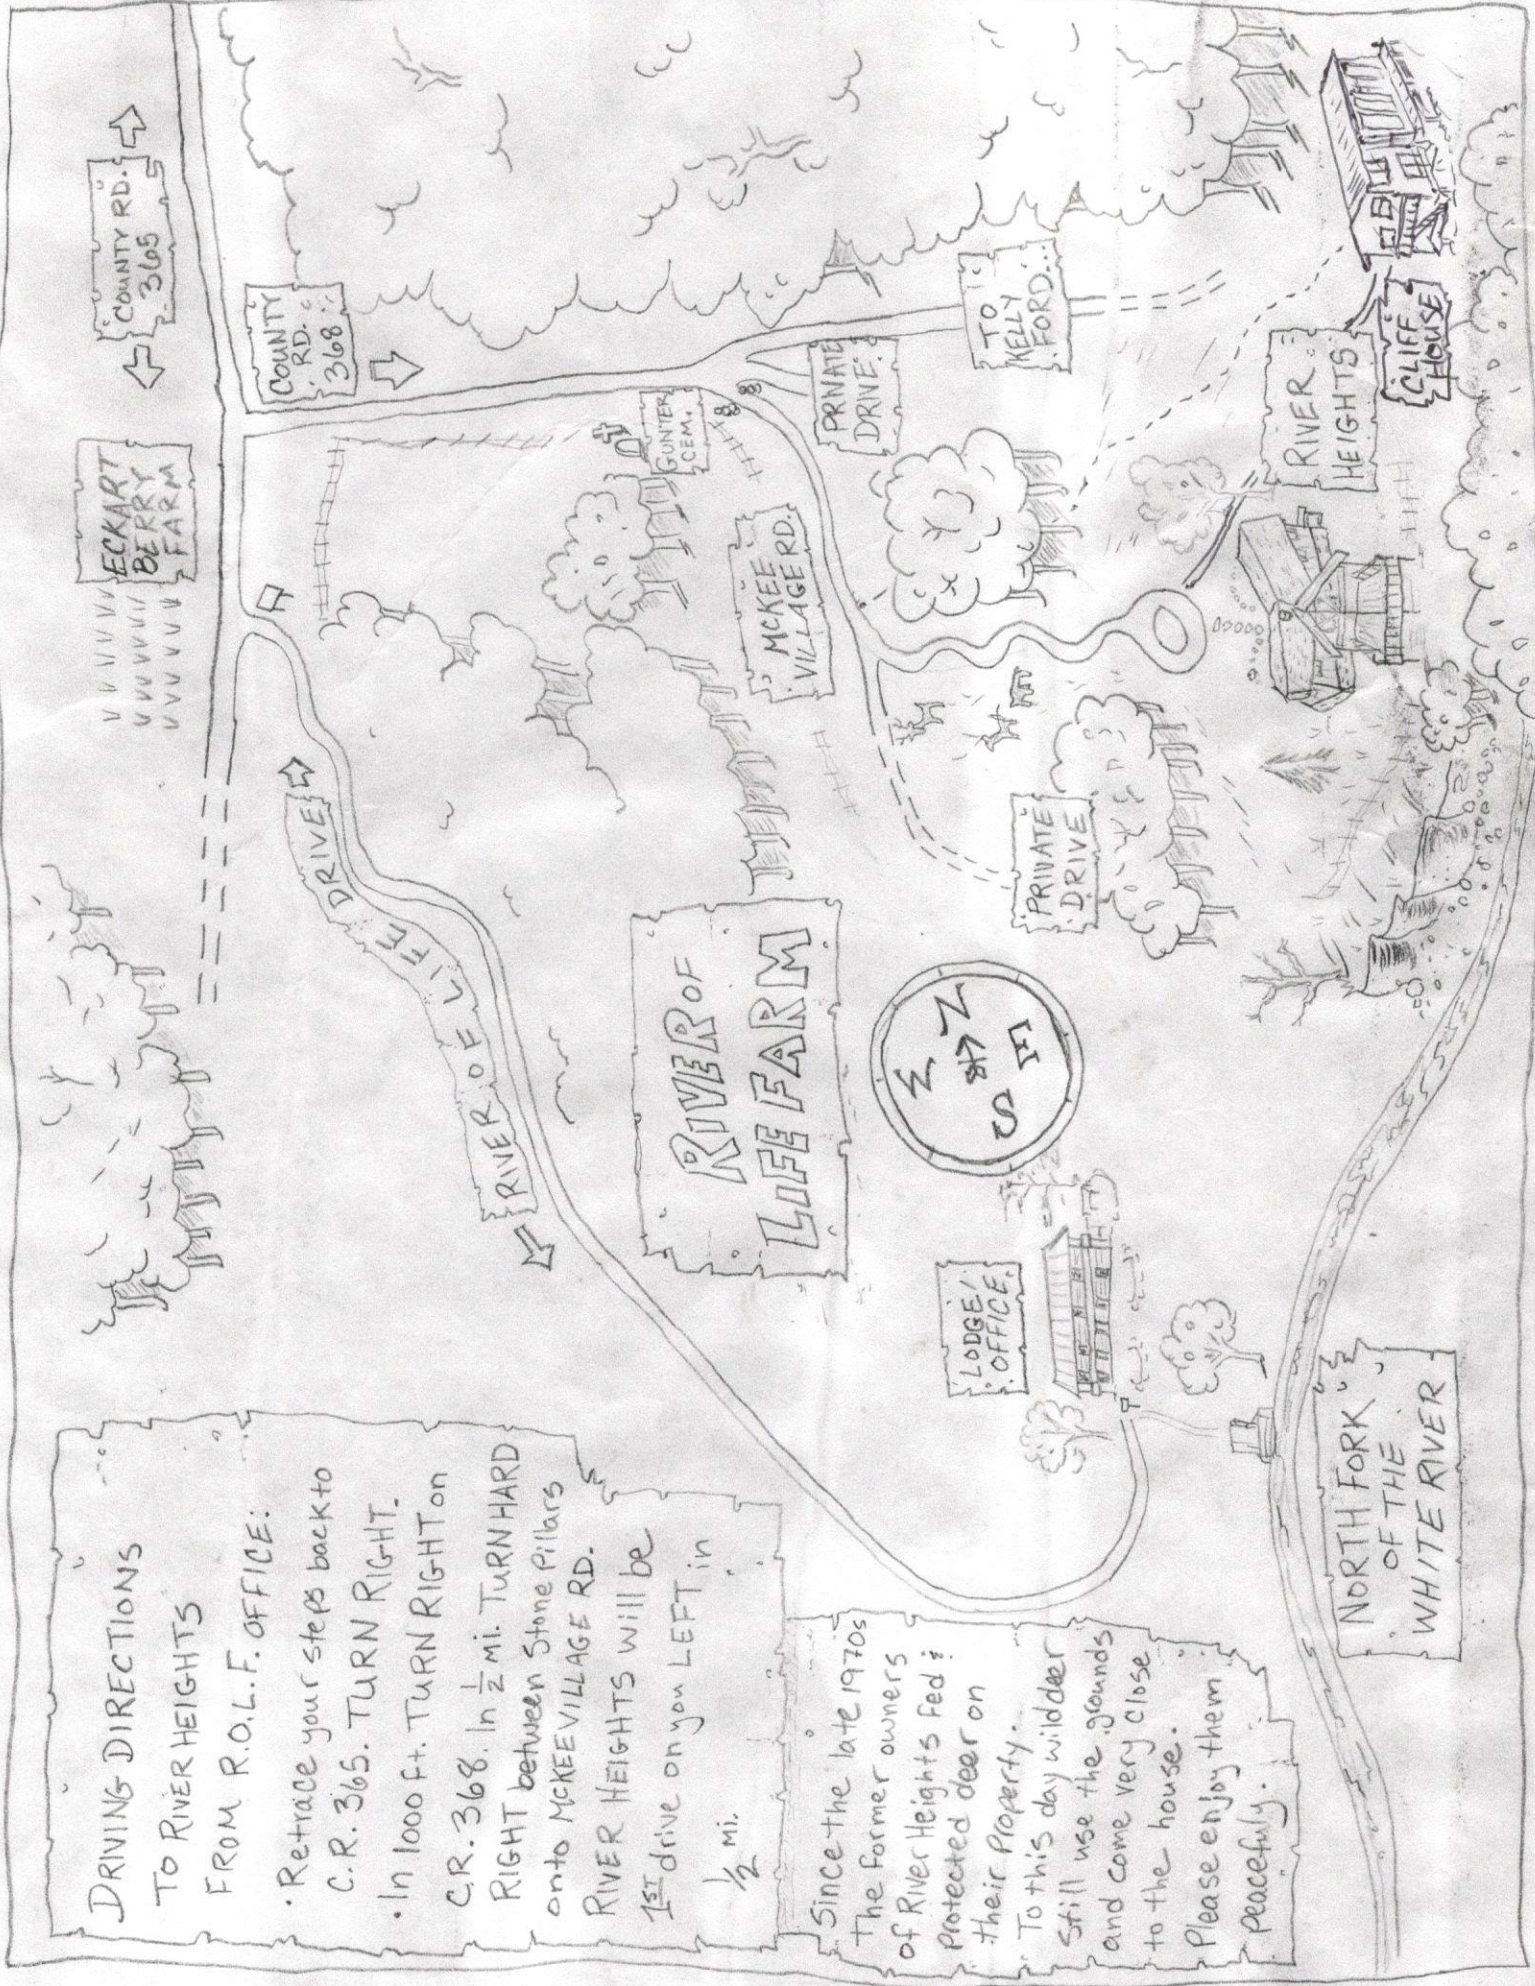 DRIVING DIRECTIONS
TO RIVER HEIGHTS
FROM R.O.L.F. OFFICE:
• Retrace your steps back to
C.R. 365. TURN RIGHT.
• In 1000 ft. TURN RIGHT on
C.R. 368. In 1/2 mi. TURN HARD
RIGHT between Stone Pillars
onto McKEE VILLAGE RD.
RIVER HEIGHTS will be
1ST drive on you LEFT in
1/2 mi.
Since the late 1970s
the former owners
of River Heights fed &
protected deer on
their property.
To this day wild deer
still use the grounds
and come very close
to the house.
Please enjoy them
peacefully.
ECKART
BERRY
FARM
COUNTY RD.
365
COUNTY
RD.
368
RIVER OF LIFE DRIVE
GUNTER
CEM.
RIVER OF
LIFE FARM
MCKEE
VILLAGE RD.
PRIVATE
DRIVE
TO
KELLY
FORD...
W
N
S
E
LODGE/
OFFICE
PRIVATE
DRIVE
RIVER
HEIGHTS
CLIFF
HOUSE
NORTH FORK
OF THE
WHITE RIVER